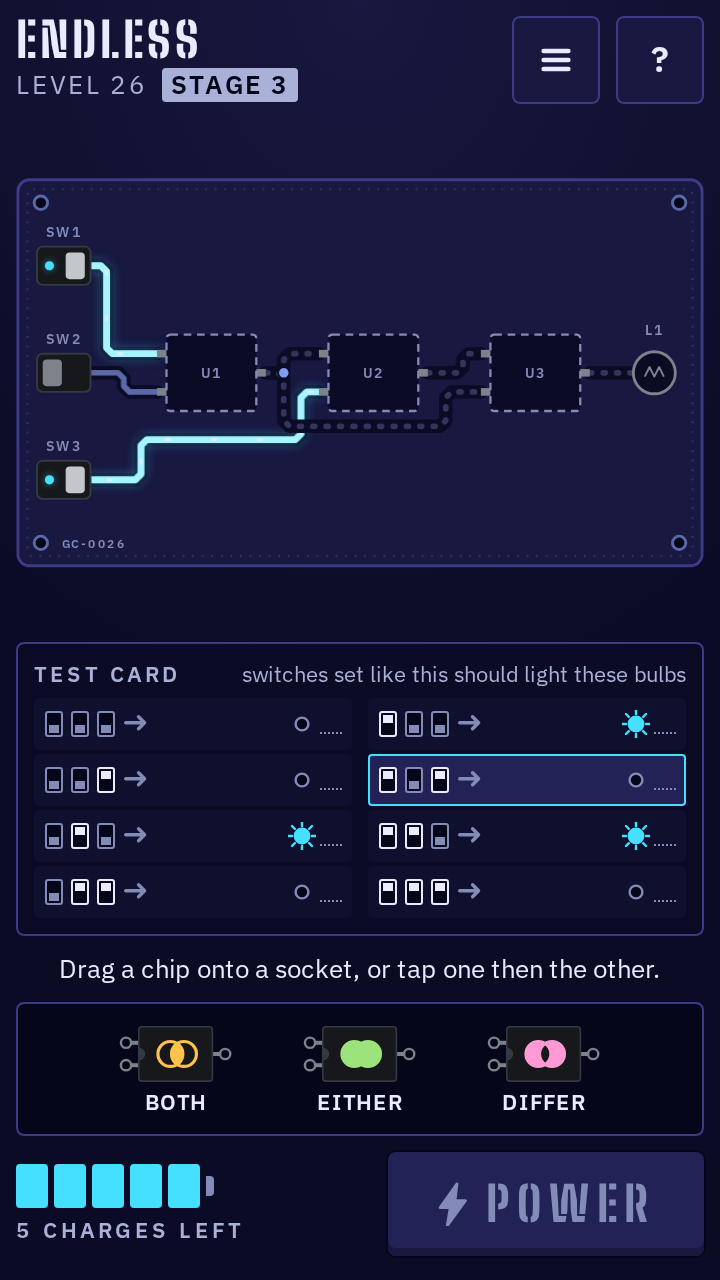 ENDLESS
LEVEL 26 STAGE 3
?
SW1
SW2
SW3
U1
U2
U3
L1
GC-0026
TEST CARD switches set like this should light these bulbs
Drag a chip onto a socket, or tap one then the other.
BOTH EITHER DIFFER
5 CHARGES LEFT
POWER